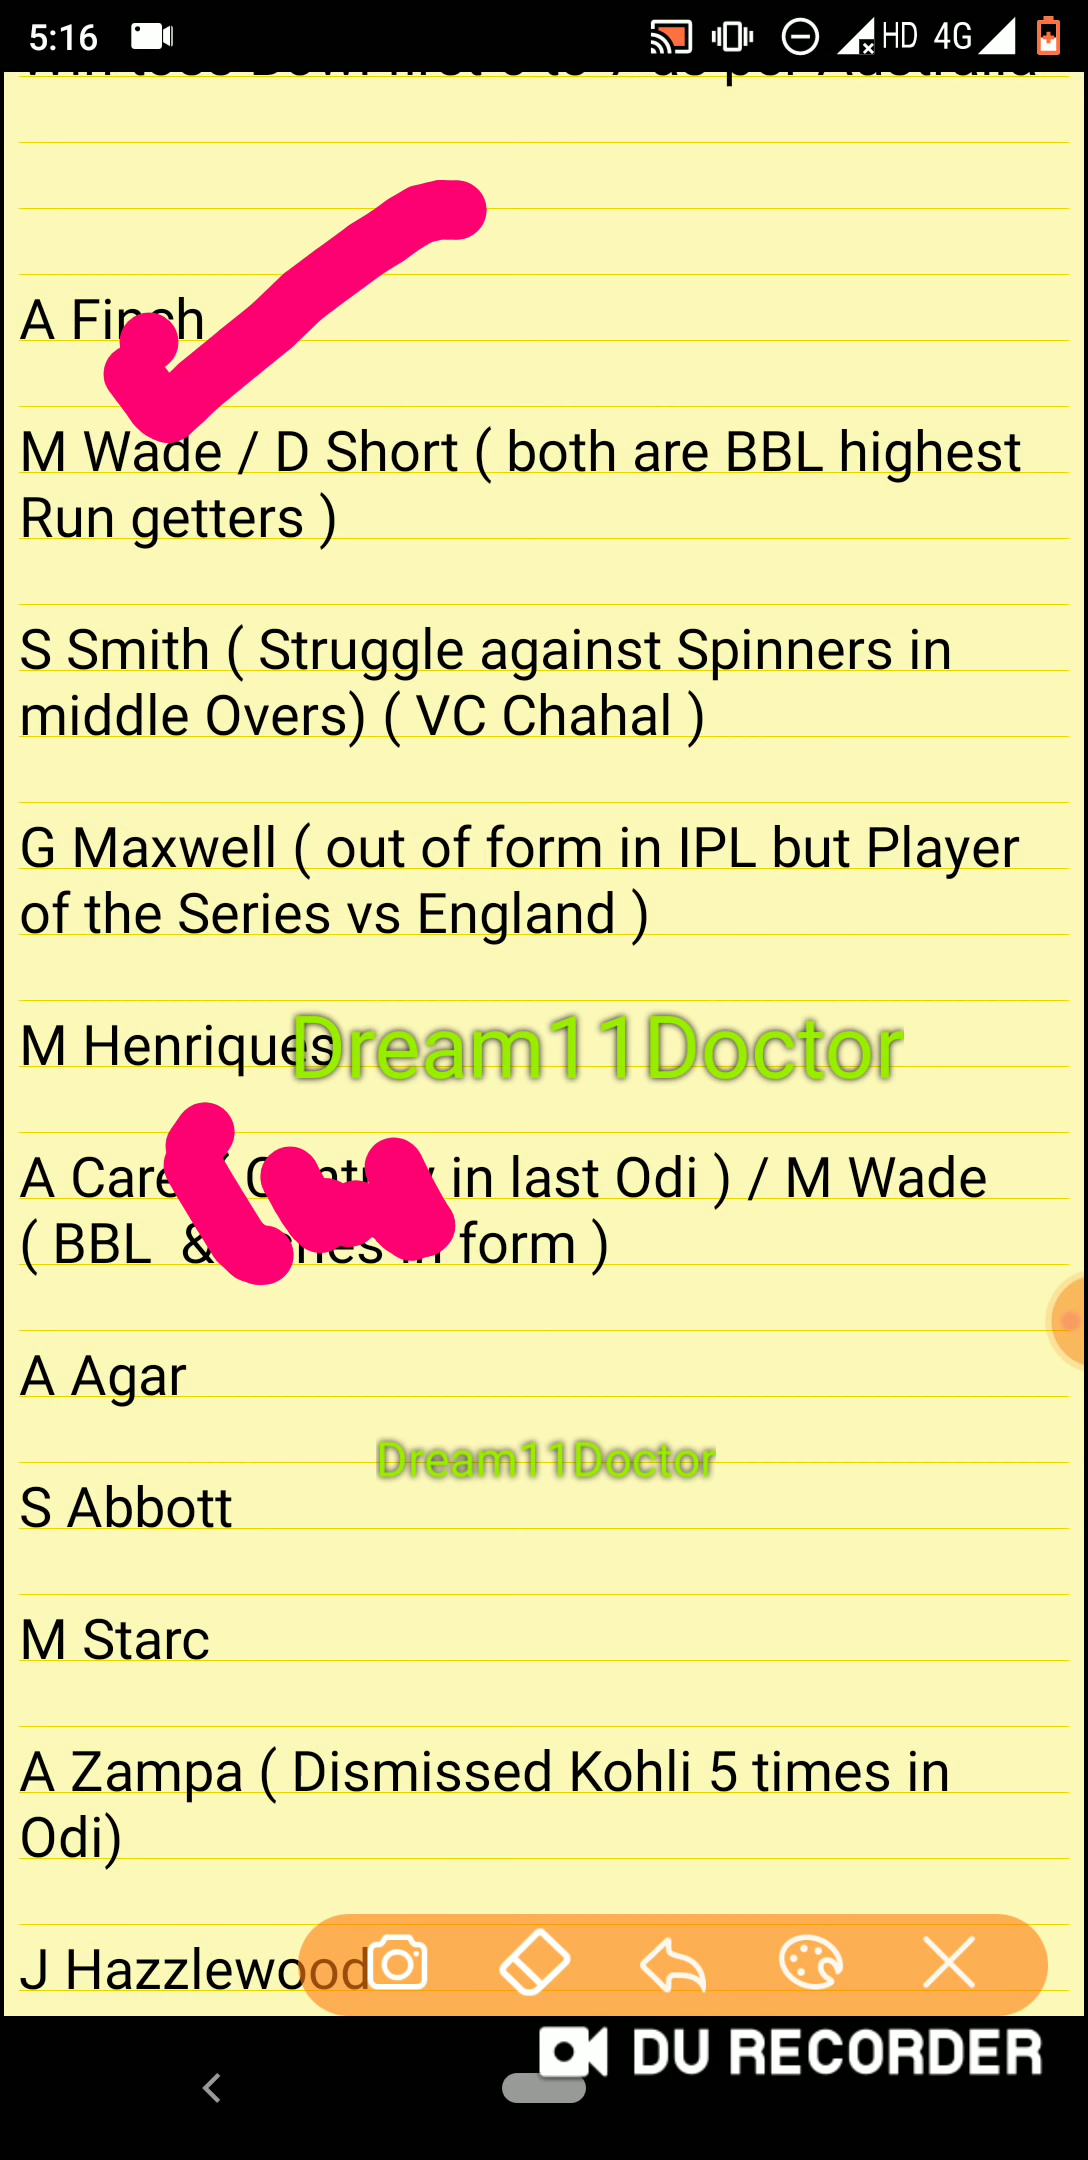 5:16 HD 4G
A Finch
M Wade / D Short ( both are BBL highest
Run getters )
S Smith ( Struggle against Spinners in
middle Overs) ( VC Chahal )
G Maxwell ( out of form in IPL but Player
of the Series vs England )
M Henriques
Dream11Doctor
A Care in last Odi ) / M Wade
( BBL & in form )
A Agar
Dream11Doctor
S Abbott
M Starc
A Zampa ( Dismissed Kohli 5 times in
Odi)
J Hazzlewood
DU RECORDER